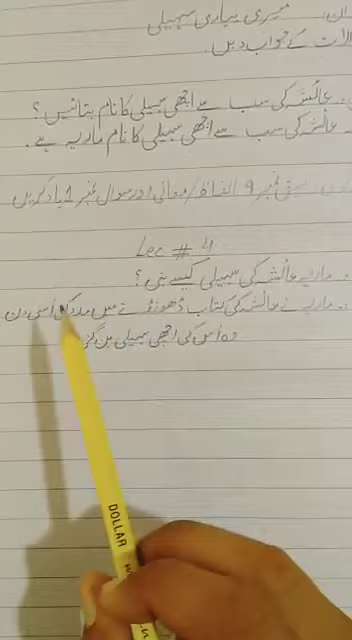 میری پیاری سہیلی
الات کے جواب دیں۔
عائشہ کی سب سے اچھی سہیلی کا نام بتائیں؟
عائشہ کی سب سے اچھی سہیلی کا نام ماریہ ہے۔
سبق نمبر 9 الفاظ/معانی اور سوال نمبر 1 یاد کریں
Lec # 4
ماریہ عائشہ کی سہیلی کیسے بنی؟
ماریہ نے عائشہ کی کتاب ڈھونڈنے میں مدد کی اسی دن
وہ اس کی اچھی سہیلی بن گئی
DOLLAR